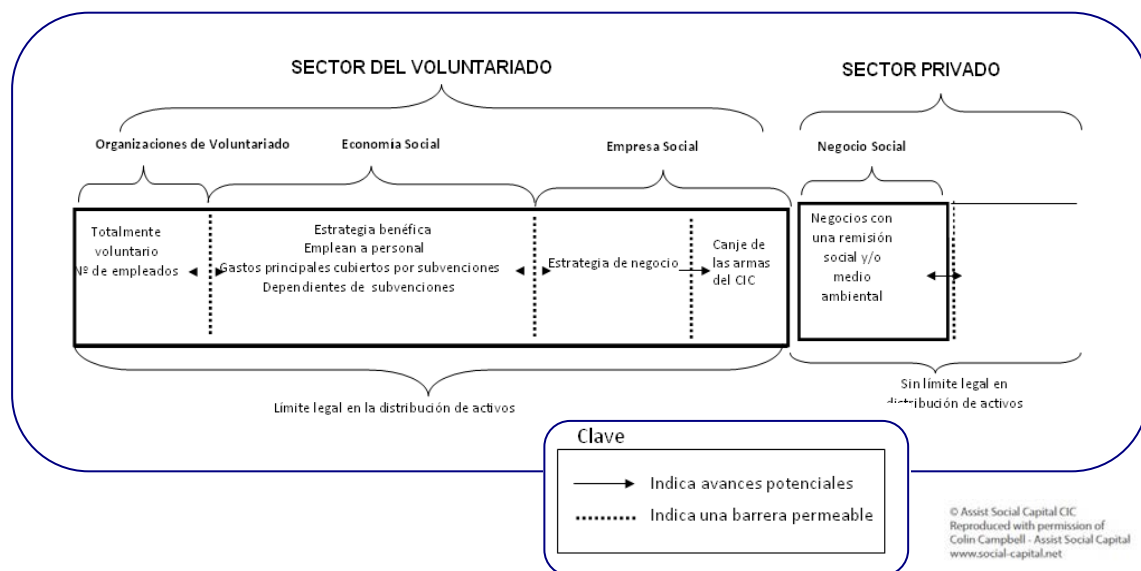 SECTOR DEL VOLUNTARIADO
SECTOR PRIVADO
Organizaciones de Voluntariado
Economía Social
Empresa Social
Negocio Social
Totalmente
voluntario
Nº de empleados
Estrategia benéfica
Emplean a personal
Gastos principales cubiertos por subvenciones
Dependientes de subvenciones
Estrategia de negocio
Canje de
las armas
del CIC
Negocios con
una remisión
social y/o
medio
ambiental
Límite legal en la distribución de activos
Sin límite legal en
distribución de activos
Clave
Indica avances potenciales
Indica una barrera permeable
© Assist Social Capital CIC
Reproduced with permission of
Colin Campbell - Assist Social Capital
www.social-capital.net